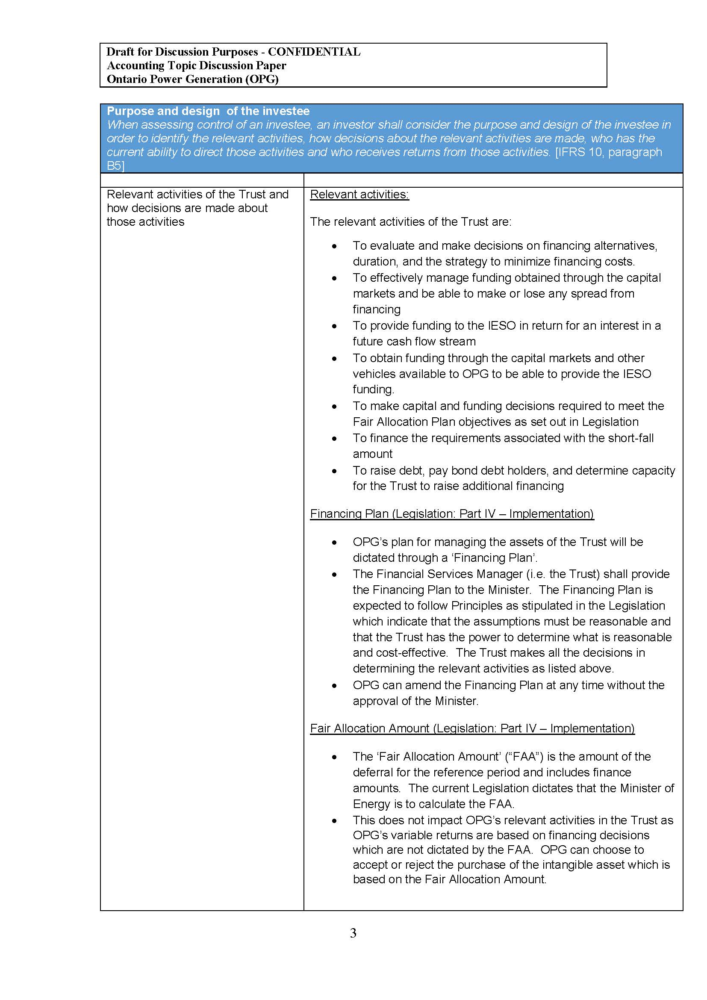 Draft for Discussion Purposes - CONFIDENTIAL
Accounting Topic Discussion Paper
Ontario Power Generation (OPG)
Purpose and design  of the investee
When assessing control of an investee, an investor shall consider the purpose and design of the investee in
order to identify the relevant activities, how decisions about the relevant activities are made, who has the
current ability to direct those activities and who receives returns from those activities. [IFRS 10, paragraph
B5]
Relevant activities of the Trust and
how decisions are made about
those activities
Relevant activities:
The relevant activities of the Trust are:
• To evaluate and make decisions on financing alternatives,
duration, and the strategy to minimize financing costs.
• To effectively manage funding obtained through the capital
markets and be able to make or lose any spread from
financing
• To provide funding to the IESO in return for an interest in a
future cash flow stream
• To obtain funding through the capital markets and other
vehicles available to OPG to be able to provide the IESO
funding.
• To make capital and funding decisions required to meet the
Fair Allocation Plan objectives as set out in Legislation
• To finance the requirements associated with the short-fall
amount
• To raise debt, pay bond debt holders, and determine capacity
for the Trust to raise additional financing
Financing Plan (Legislation: Part IV – Implementation)
• OPG’s plan for managing the assets of the Trust will be
dictated through a ‘Financing Plan’.
• The Financial Services Manager (i.e. the Trust) shall provide
the Financing Plan to the Minister.  The Financing Plan is
expected to follow Principles as stipulated in the Legislation
which indicate that the assumptions must be reasonable and
that the Trust has the power to determine what is reasonable
and cost-effective.  The Trust makes all the decisions in
determining the relevant activities as listed above.
• OPG can amend the Financing Plan at any time without the
approval of the Minister.
Fair Allocation Amount (Legislation: Part IV – Implementation)
• The ‘Fair Allocation Amount’ (“FAA”) is the amount of the
deferral for the reference period and includes finance
amounts.  The current Legislation dictates that the Minister of
Energy is to calculate the FAA.
• This does not impact OPG’s relevant activities in the Trust as
OPG’s variable returns are based on financing decisions
which are not dictated by the FAA.  OPG can choose to
accept or reject the purchase of the intangible asset which is
based on the Fair Allocation Amount.
3